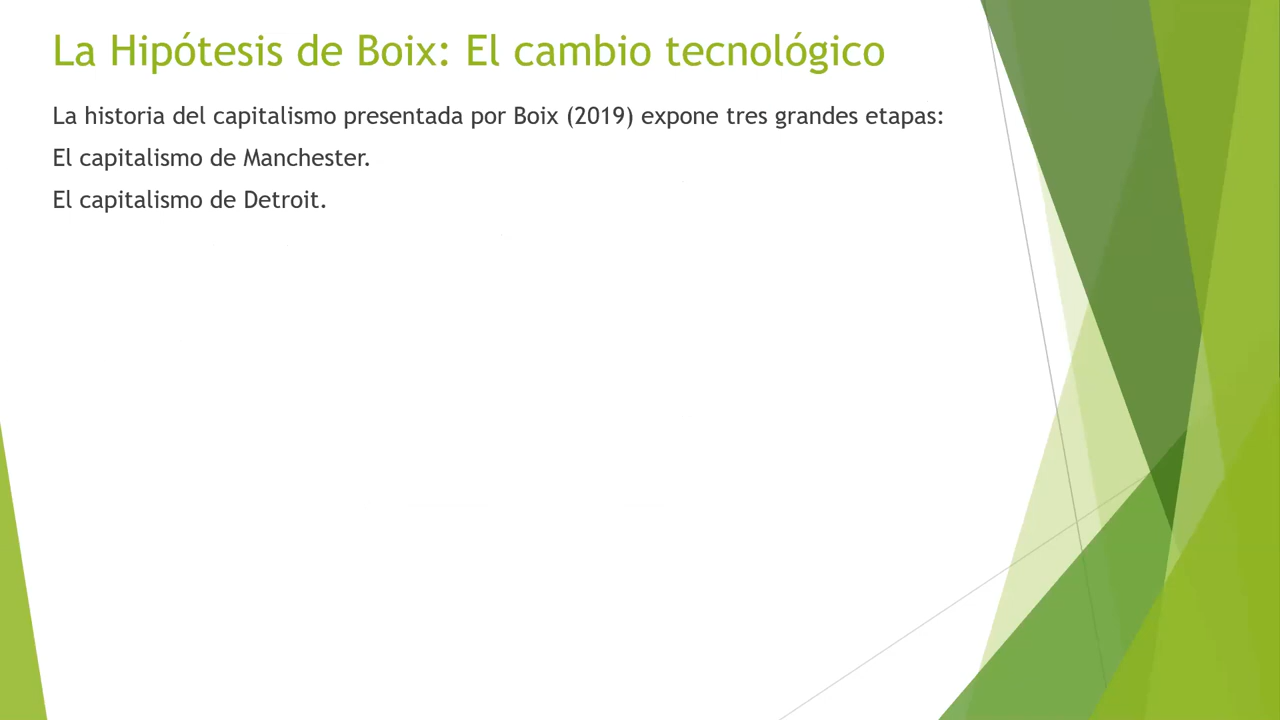 La Hipótesis de Boix: El cambio tecnológico
La historia del capitalismo presentada por Boix (2019) expone tres grandes etapas:
El capitalismo de Manchester.
El capitalismo de Detroit.